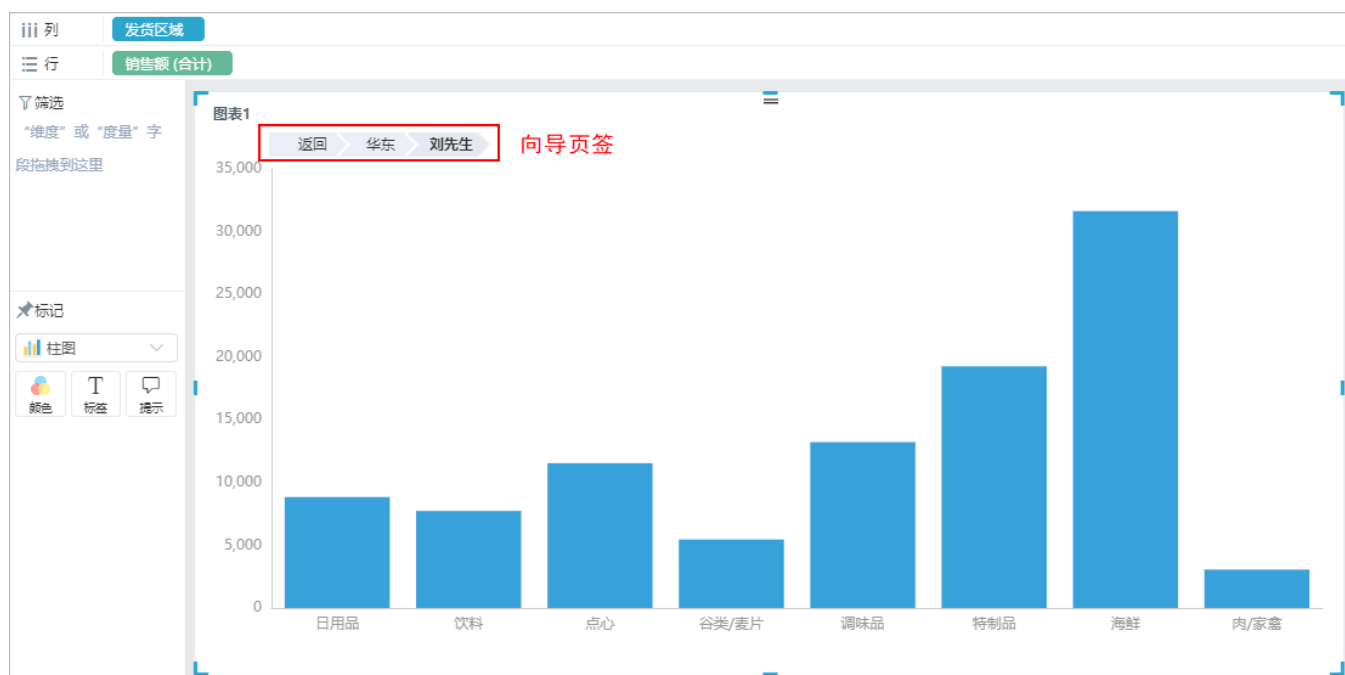 列 发货区域
行 销售额 (合计)
筛选
“维度” 或 “度量” 字
段拖拽到这里
标记
柱图
颜色 T 标签 提示
图表1
返回 华东 刘先生 向导页签
35,000
30,000
25,000
20,000
15,000
10,000
5,000
0
日用品 饮料 点心 谷类/麦片 调味品 特制品 海鲜 肉/家禽